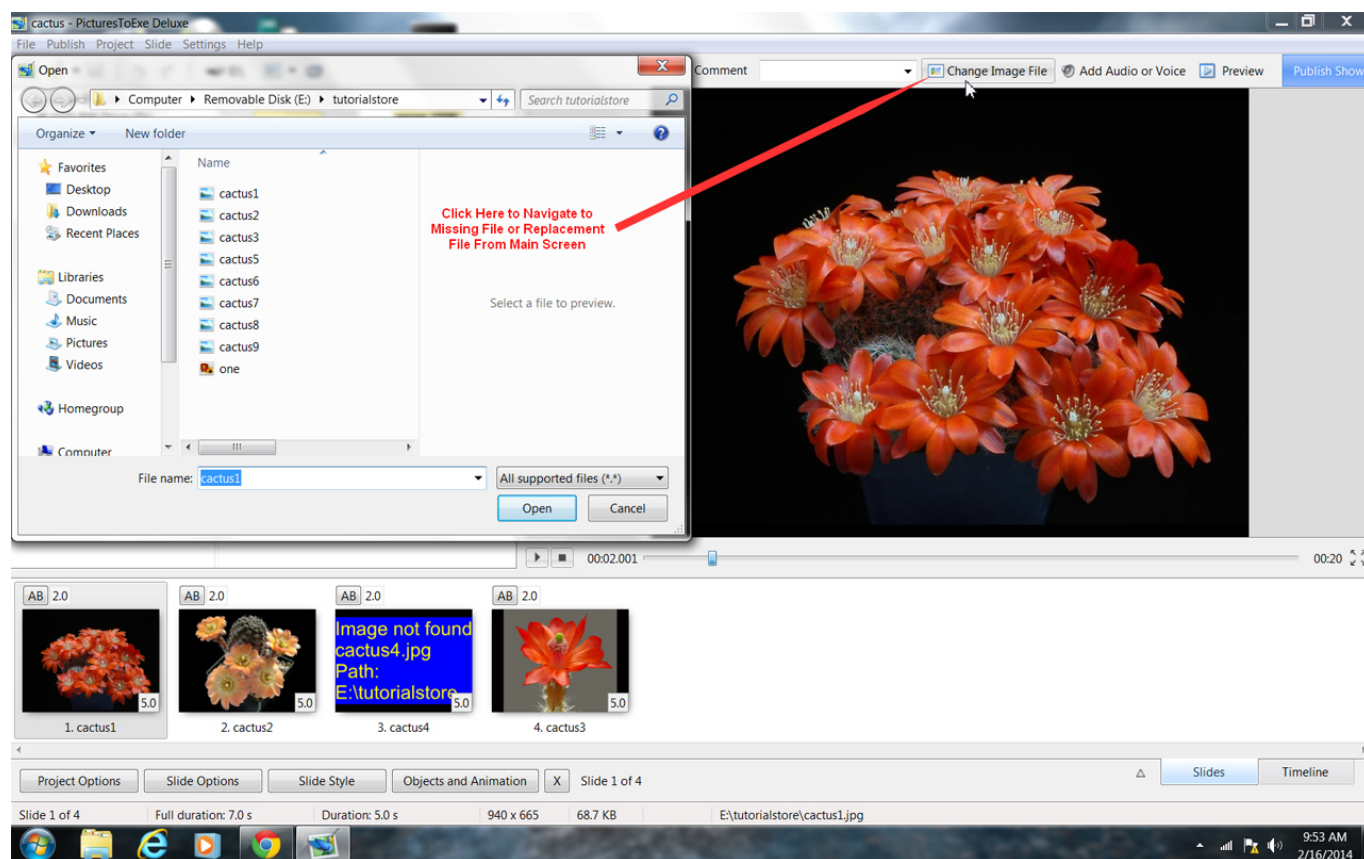 cactus - PicturesToExe Deluxe
File Publish Project Slide Settings Help
Open
Comment
Change Image File
Add Audio or Voice
Preview
Publish Show
Computer Removable Disk (E:) tutorialstore
Search tutorialstore
Organize New folder
Favorites
Desktop
Downloads
Recent Places
Libraries
Documents
Music
Pictures
Videos
Homegroup
Computer
Name
cactus1
cactus2
cactus3
cactus5
cactus6
cactus7
cactus8
cactus9
one
Click Here to Navigate to
Missing File or Replacement
File From Main Screen
Select a file to preview.
File name: cactus1
All supported files (*.*)
Open Cancel
00:02.001
00:20
AB 2.0
5.0
1. cactus1
AB 2.0
5.0
2. cactus2
AB 2.0
Image not found
cactus4.jpg
Path:
E:\tutorialstore
5.0
3. cactus4
AB 2.0
5.0
4. cactus3
Project Options Slide Options Slide Style Objects and Animation X Slide 1 of 4
Slides Timeline
Slide 1 of 4 Full duration: 7.0 s Duration: 5.0 s 940 x 665 68.7 KB E:\tutorialstore\cactus1.jpg
9:53 AM
2/16/2014